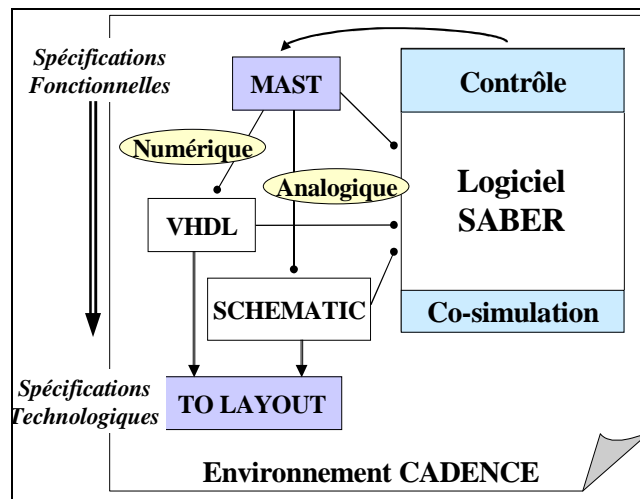 Spécifications
Fonctionnelles
MAST
Contrôle
Numérique
Analogique
Logiciel
SABER
VHDL
SCHEMATIC
Co-simulation
Spécifications
Technologiques
TO LAYOUT
Environnement CADENCE